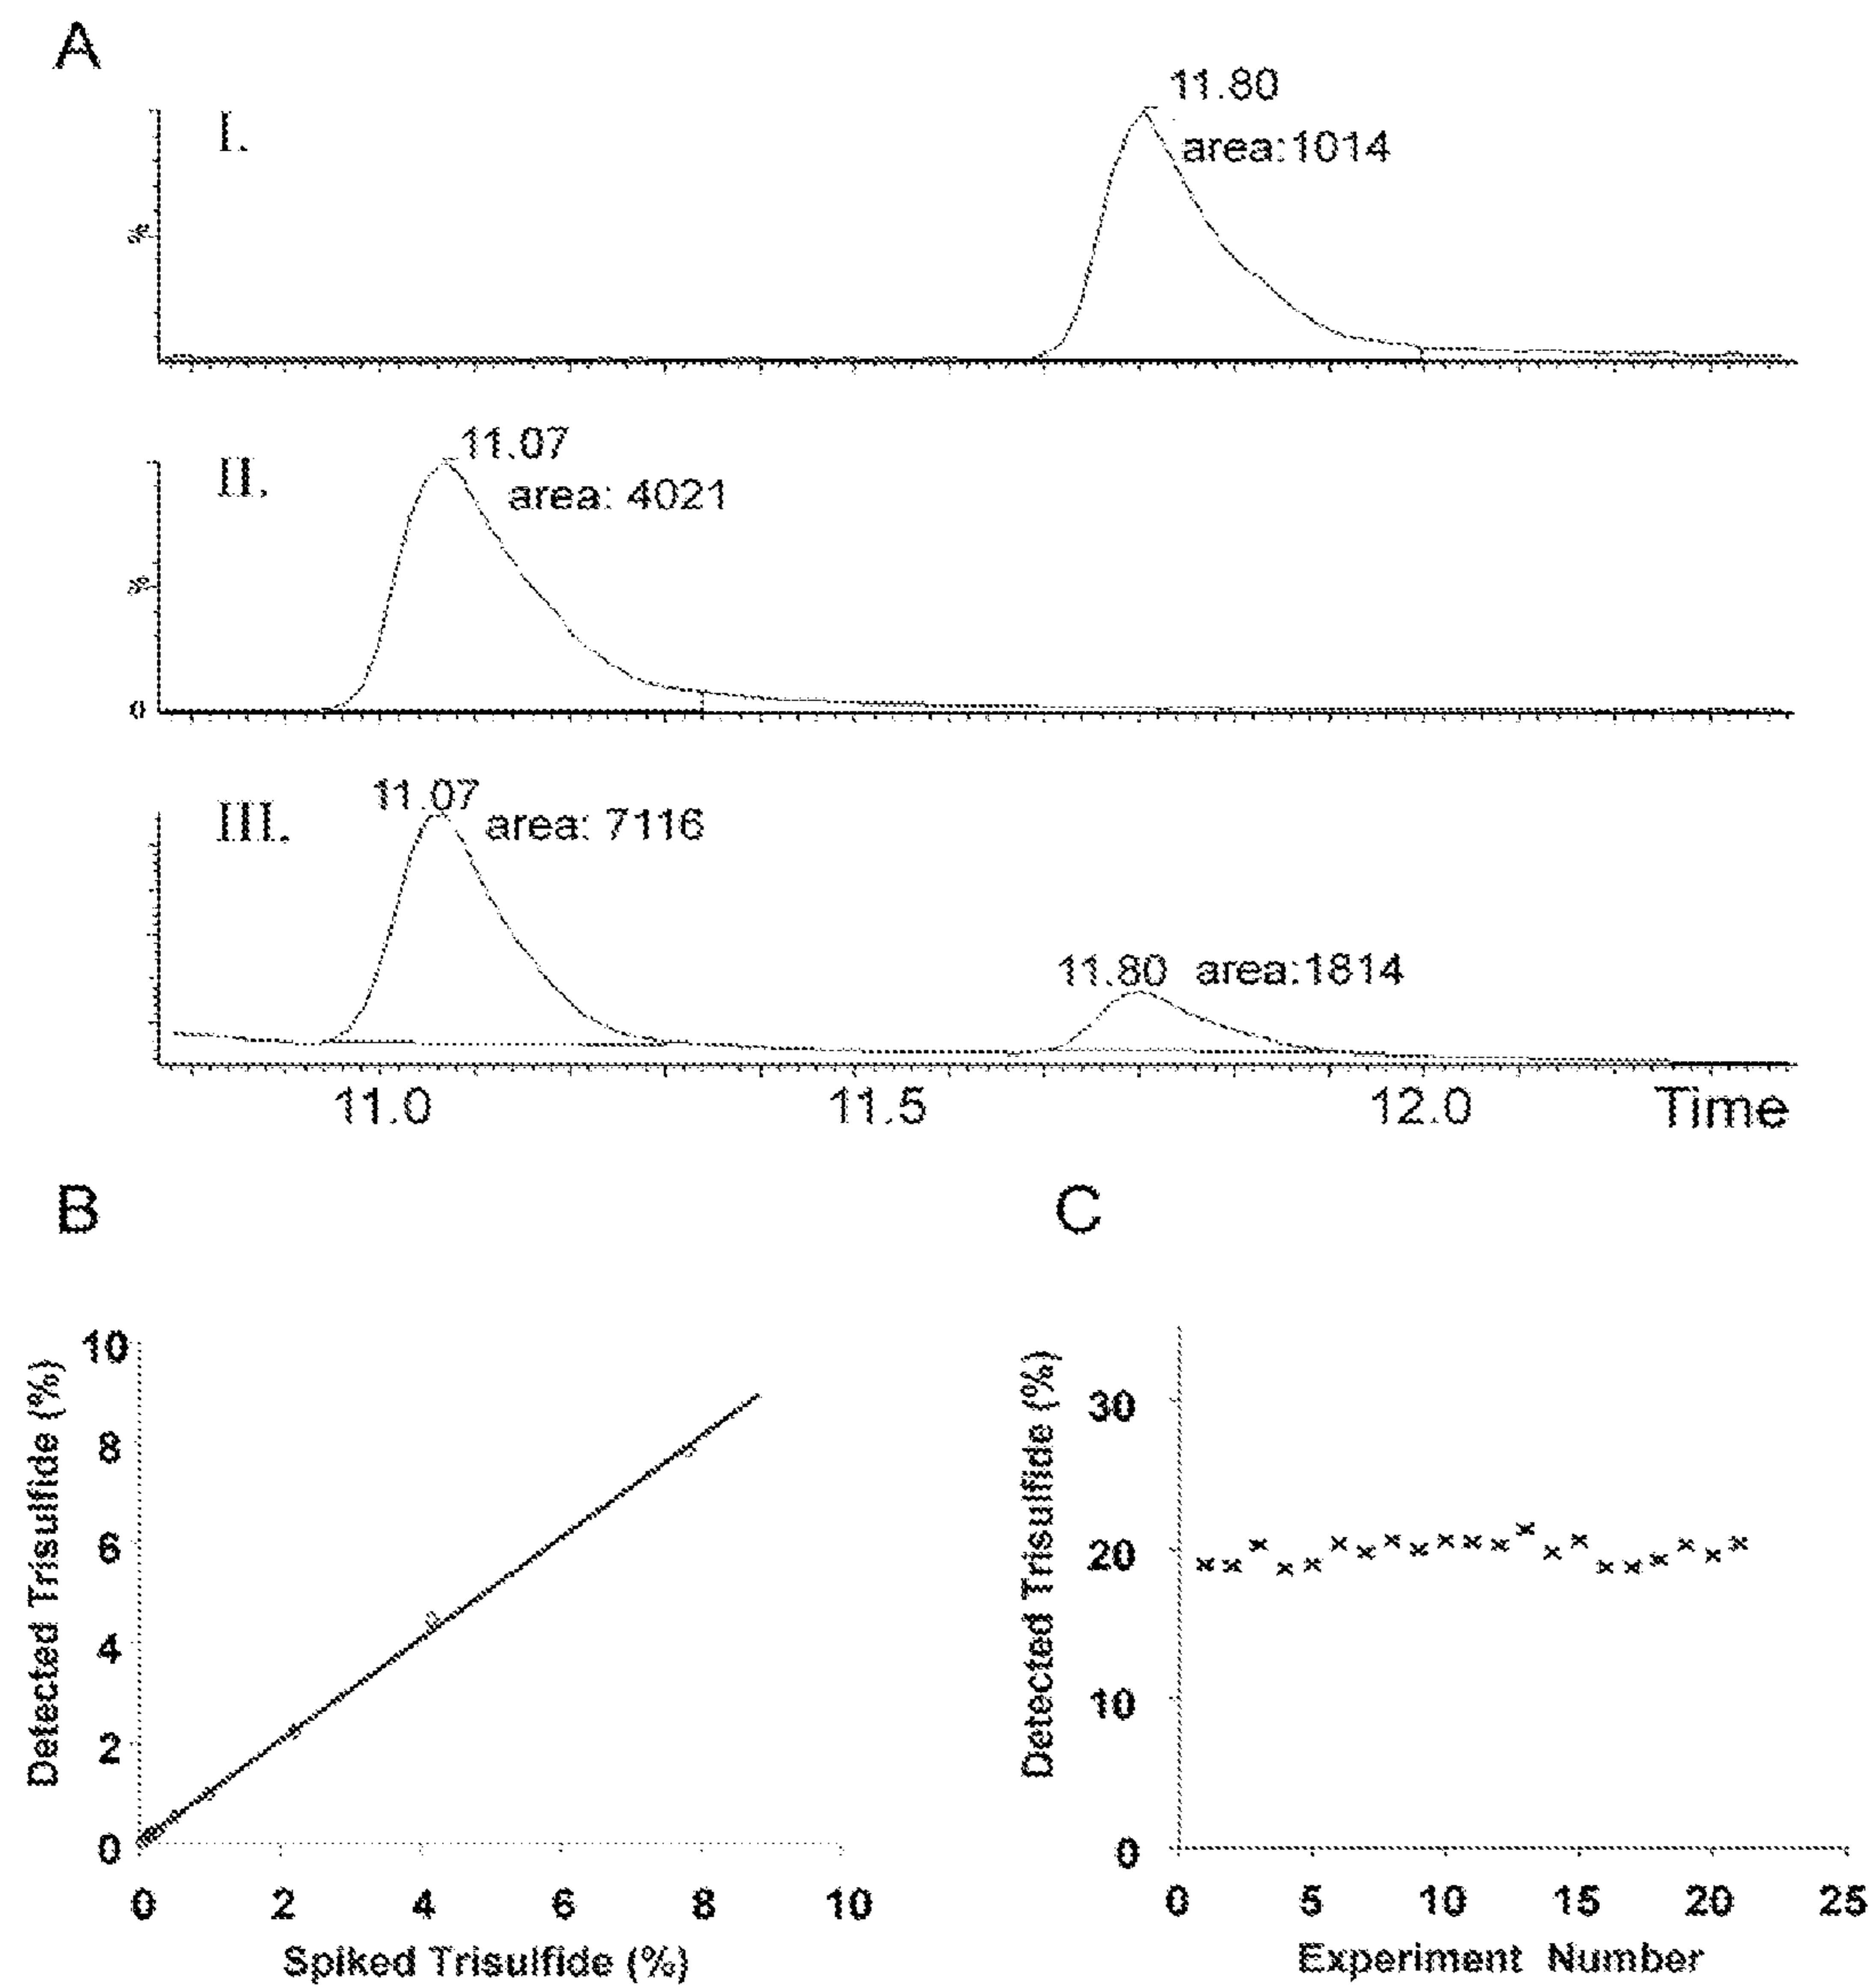 A
I.
11.80
area:1014
%
II.
11.07
area: 4021
%
0
III.
11.07
area: 7116
11.80 area:1814
11.0 11.5 12.0 Time
B
Detected Trisulfide (%)
10
8
6
4
2
0
0 2 4 6 8 10
Spiked Trisulfide (%)
C
Detected Trisulfide (%)
30
20
10
0
0 5 10 15 20 25
Experiment Number